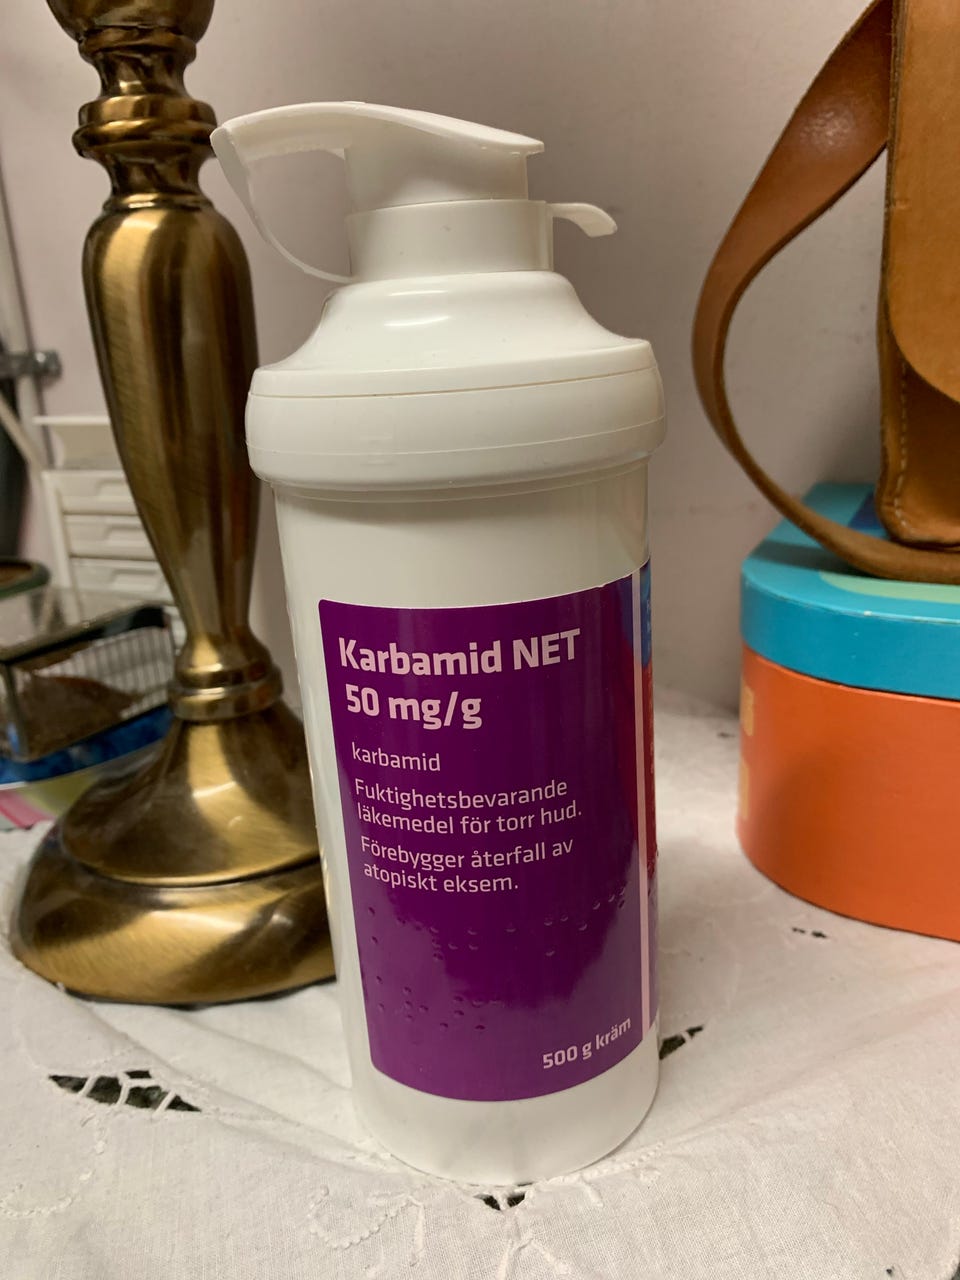 Karbamid NET
50 mg/g
karbamid
Fuktighetsbevarande
läkemedel för torr hud.
Förebygger återfall av
atopiskt eksem.
500 g kräm